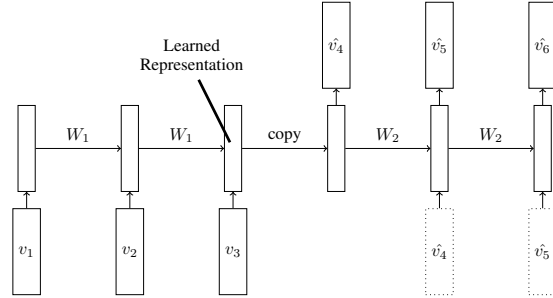 v̂₄ v̂₅ v̂₆
Learned
Representation
W₁ W₁ copy W₂ W₂
v₁ v₂ v₃ v̂₄ v̂₅